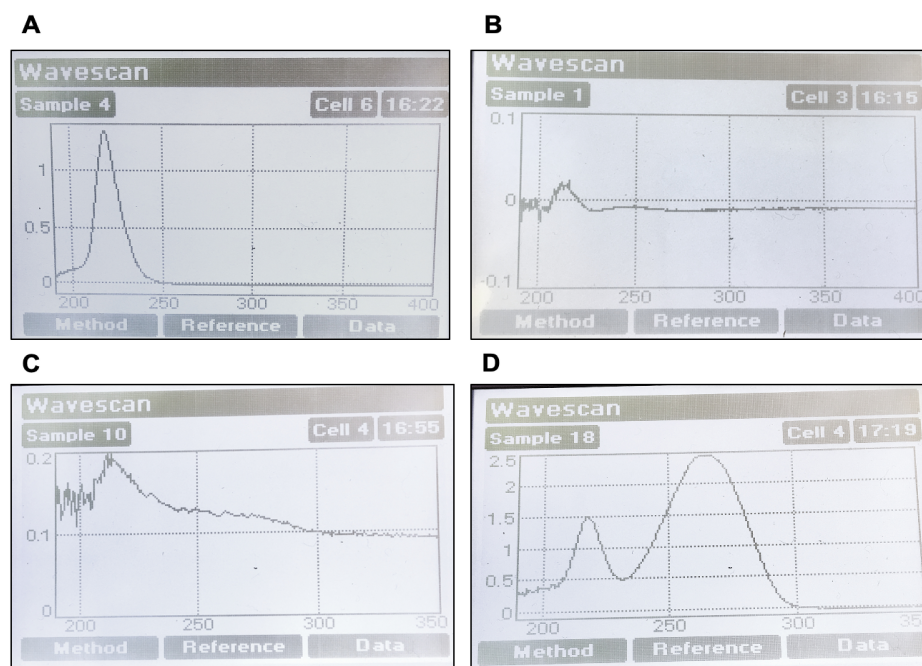 A
Wavescan
Sample 4 Cell 6 16:22
1
0.5
0
200 250 300 350 400
Method Reference Data
B
Wavescan
Sample 1 Cell 3 16:15
0.1
0
-0.1
200 250 300 350 400
Method Reference Data
C
Wavescan
Sample 10 Cell 4 16:55
0.2
0.1
0
200 250 300 350
Method Reference Data
D
Wavescan
Sample 18 Cell 4 17:19
2.5
2
1.5
1
0.5
0
200 250 300 350
Method Reference Data